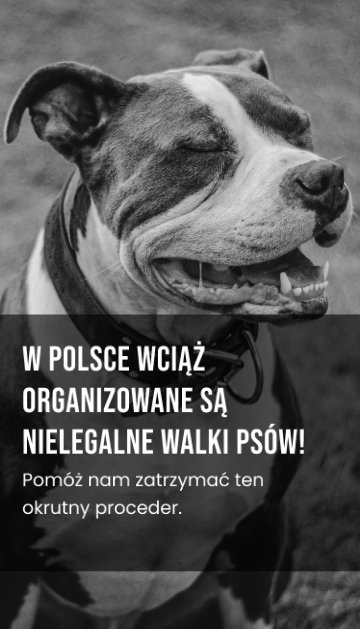 W POLSCE WCIĄŻ
ORGANIZOWANE SĄ
NIELEGALNE WALKI PSÓW!
Pomóż nam zatrzymać ten
okrutny proceder.